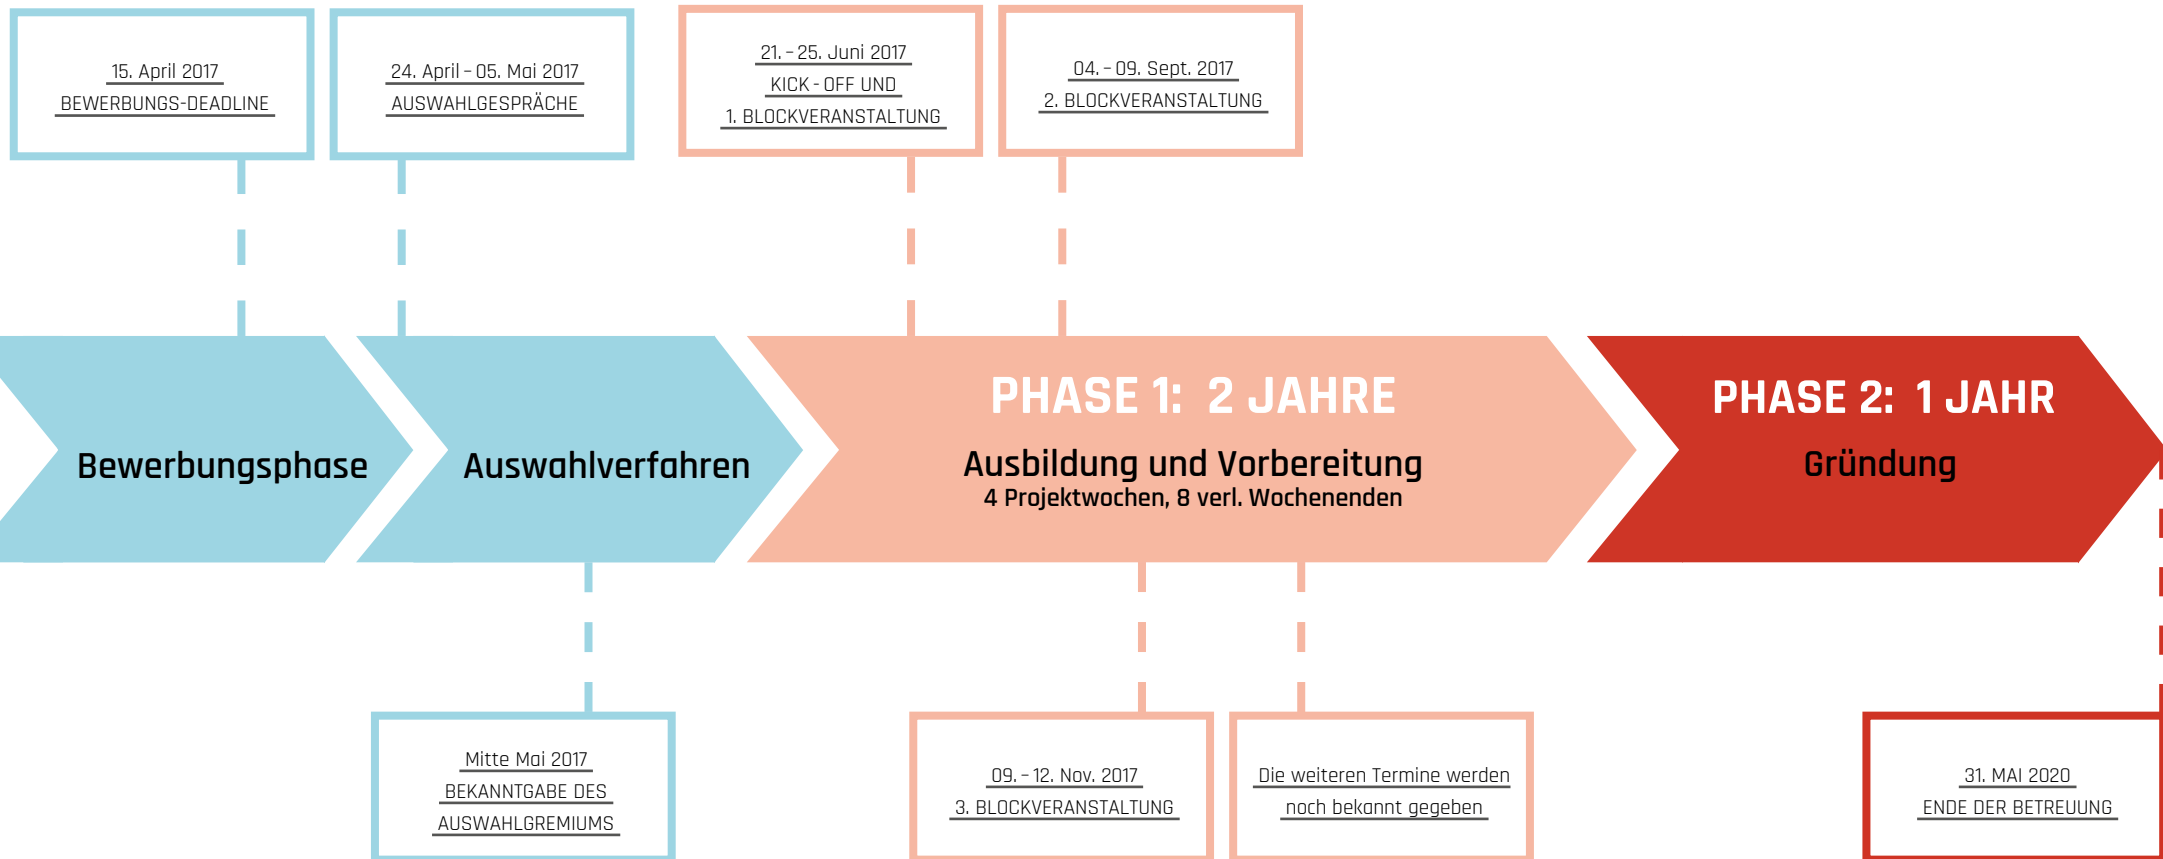 15. April 2017
BEWERBUNGS-DEADLINE
24. April – 05. Mai 2017
AUSWAHLGESPRÄCHE
21. – 25. Juni 2017
KICK - OFF UND
1. BLOCKVERANSTALTUNG
04. – 09. Sept. 2017
2. BLOCKVERANSTALTUNG
Bewerbungsphase
Auswahlverfahren
PHASE 1: 2 JAHRE
Ausbildung und Vorbereitung
4 Projektwochen, 8 verl. Wochenenden
PHASE 2: 1 JAHR
Gründung
Mitte Mai 2017
BEKANNTGABE DES
AUSWAHLGREMIUMS
09. – 12. Nov. 2017
3. BLOCKVERANSTALTUNG
Die weiteren Termine werden
noch bekannt gegeben
31. MAI 2020
ENDE DER BETREUUNG